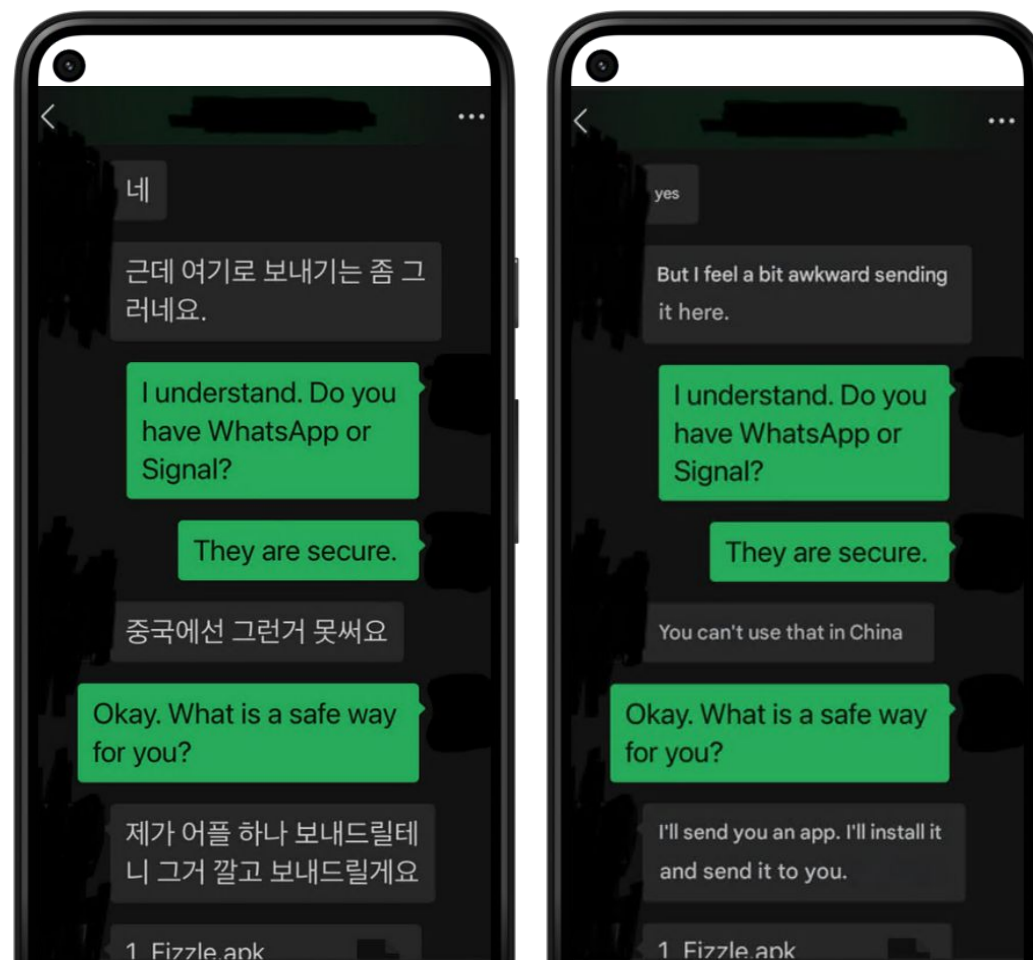 네
근데 여기로 보내기는 좀 그
러네요.
I understand. Do you
have WhatsApp or
Signal?
They are secure.
중국에선 그런거 못써요
Okay. What is a safe way
for you?
제가 어플 하나 보내드릴테
니 그거 깔고 보내드릴게요
1_Fizzle.apk
yes
But I feel a bit awkward sending
it here.
I understand. Do you
have WhatsApp or
Signal?
They are secure.
You can't use that in China
Okay. What is a safe way
for you?
I'll send you an app. I'll install it
and send it to you.
1_Fizzle.apk